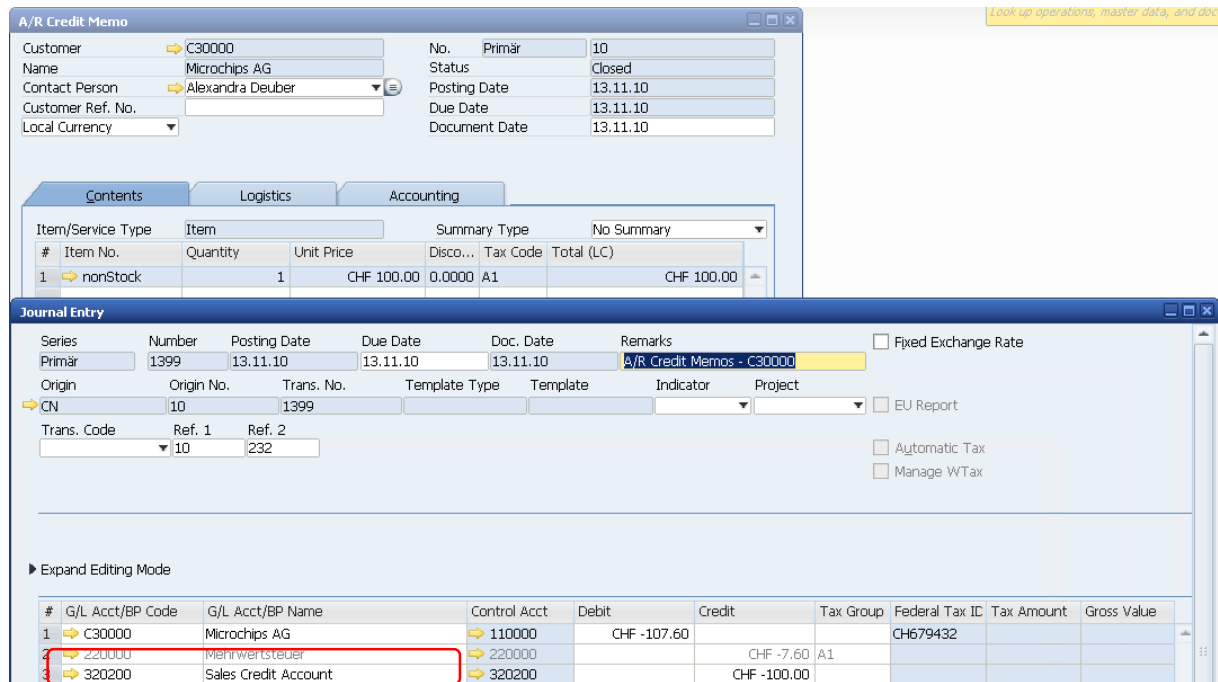 Look up operations, master data, and doc
A/R Credit Memo
Customer C30000 No. Primär 10
Name Microchips AG Status Closed
Contact Person Alexandra Deuber Posting Date 13.11.10
Customer Ref. No. Due Date 13.11.10
Local Currency Document Date 13.11.10
Contents Logistics Accounting
Item/Service Type Item Summary Type No Summary
# Item No. Quantity Unit Price Disco... Tax Code Total (LC)
1 nonStock 1 CHF 100.00 0.0000 A1 CHF 100.00
Journal Entry
Series Number Posting Date Due Date Doc. Date Remarks Fixed Exchange Rate
Primär 1399 13.11.10 13.11.10 13.11.10 A/R Credit Memos - C30000
Origin Origin No. Trans. No. Template Type Template Indicator Project
CN 10 1399 EU Report
Trans. Code Ref. 1 Ref. 2
10 232 Automatic Tax
Manage WTax
Expand Editing Mode
# G/L Acct/BP Code G/L Acct/BP Name Control Acct Debit Credit Tax Group Federal Tax ID Tax Amount Gross Value
1 C30000 Microchips AG 110000 CHF -107.60 CH679432
2 220000 Mehrwertsteuer 220000 CHF -7.60 A1
3 320200 Sales Credit Account 320200 CHF -100.00